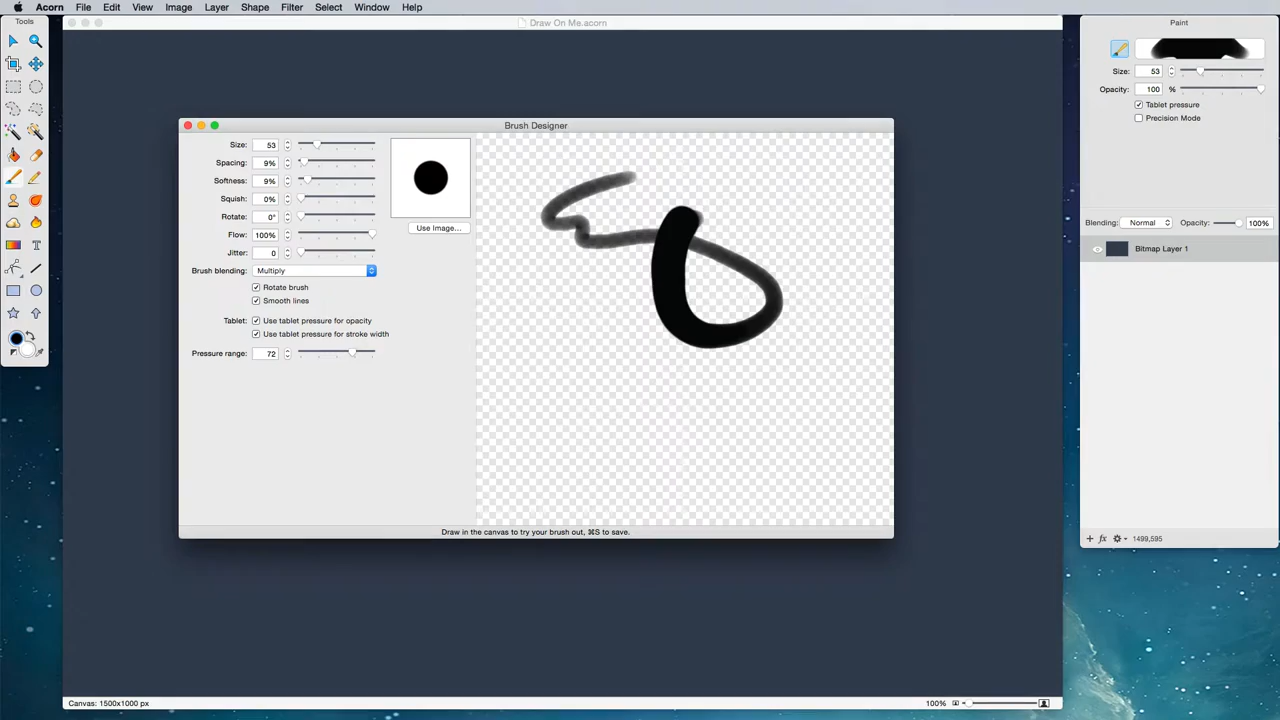 Acorn File Edit View Image Layer Shape Filter Select Window Help
Tools
Draw On Me.acorn
Paint
Size: 53
Opacity: 100 %
Tablet pressure
Precision Mode
Brush Designer
Size: 53
Spacing: 9%
Softness: 9%
Squish: 0%
Rotate: 0°
Flow: 100%
Jitter: 0
Use Image...
Brush blending: Multiply
Rotate brush
Smooth lines
Tablet: Use tablet pressure for opacity
Use tablet pressure for stroke width
Pressure range: 72
Draw in the canvas to try your brush out, ⌘S to save.
Blending: Normal Opacity: 100%
Bitmap Layer 1
+ fx 1499,595
Canvas: 1500x1000 px
100%